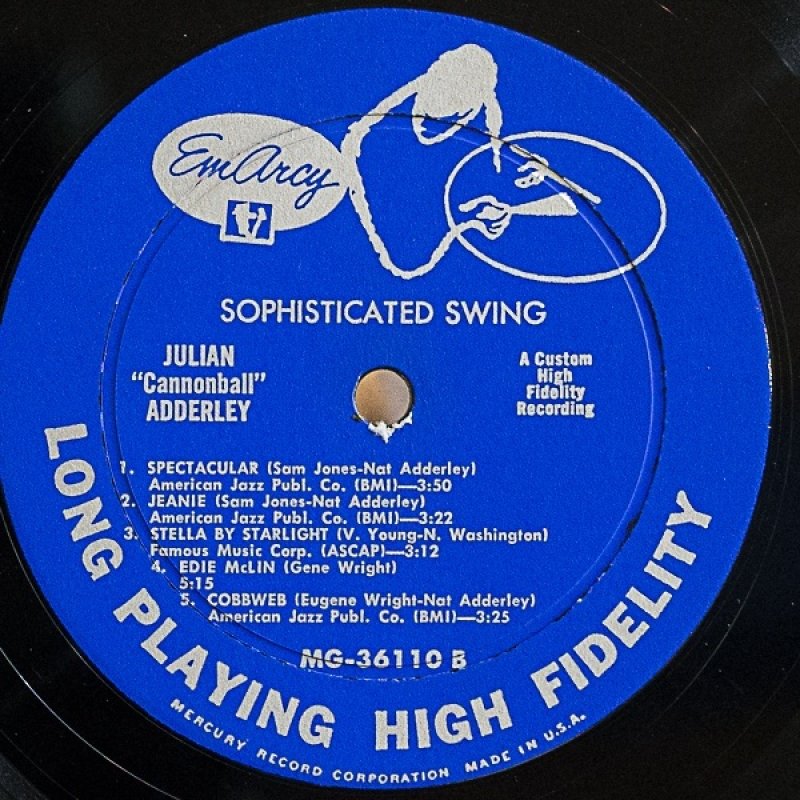 EmArcy
SOPHISTICATED SWING
JULIAN
"Cannonball"
ADDERLEY
A Custom
High
Fidelity
Recording
1. SPECTACULAR (Sam Jones-Nat Adderley)
American Jazz Publ. Co. (BMI)—3:50
2. JEANIE (Sam Jones-Nat Adderley)
American Jazz Publ. Co. (BMI)—3:22
3. STELLA BY STARLIGHT (V. Young-N. Washington)
Famous Music Corp. (ASCAP)—3:12
4. EDIE McLIN (Gene Wright)
5:15
5. COBBWEB (Eugene Wright-Nat Adderley)
American Jazz Publ. Co. (BMI)—3:25
MG-36110 B
LONG PLAYING HIGH FIDELITY
MERCURY RECORD CORPORATION MADE IN U.S.A.